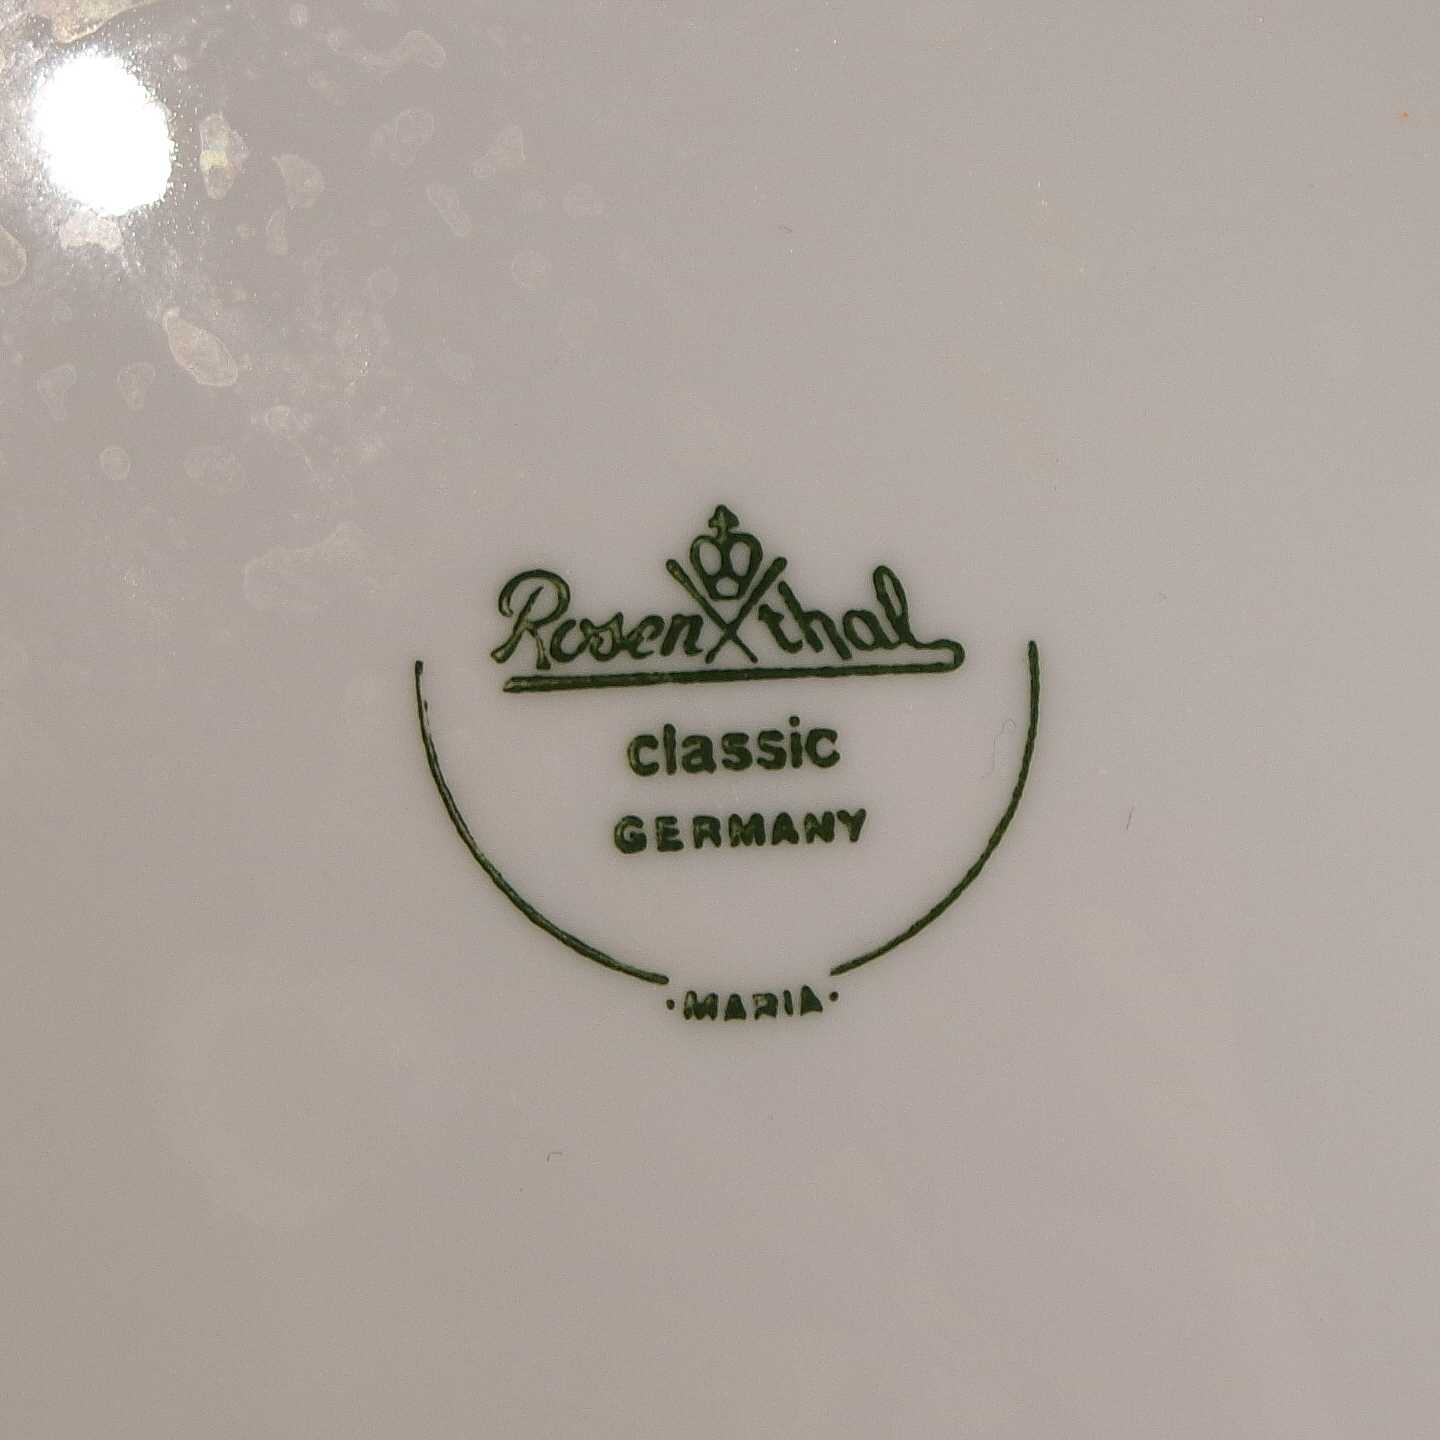 Rosenthal
classic
GERMANY
·MARIA·